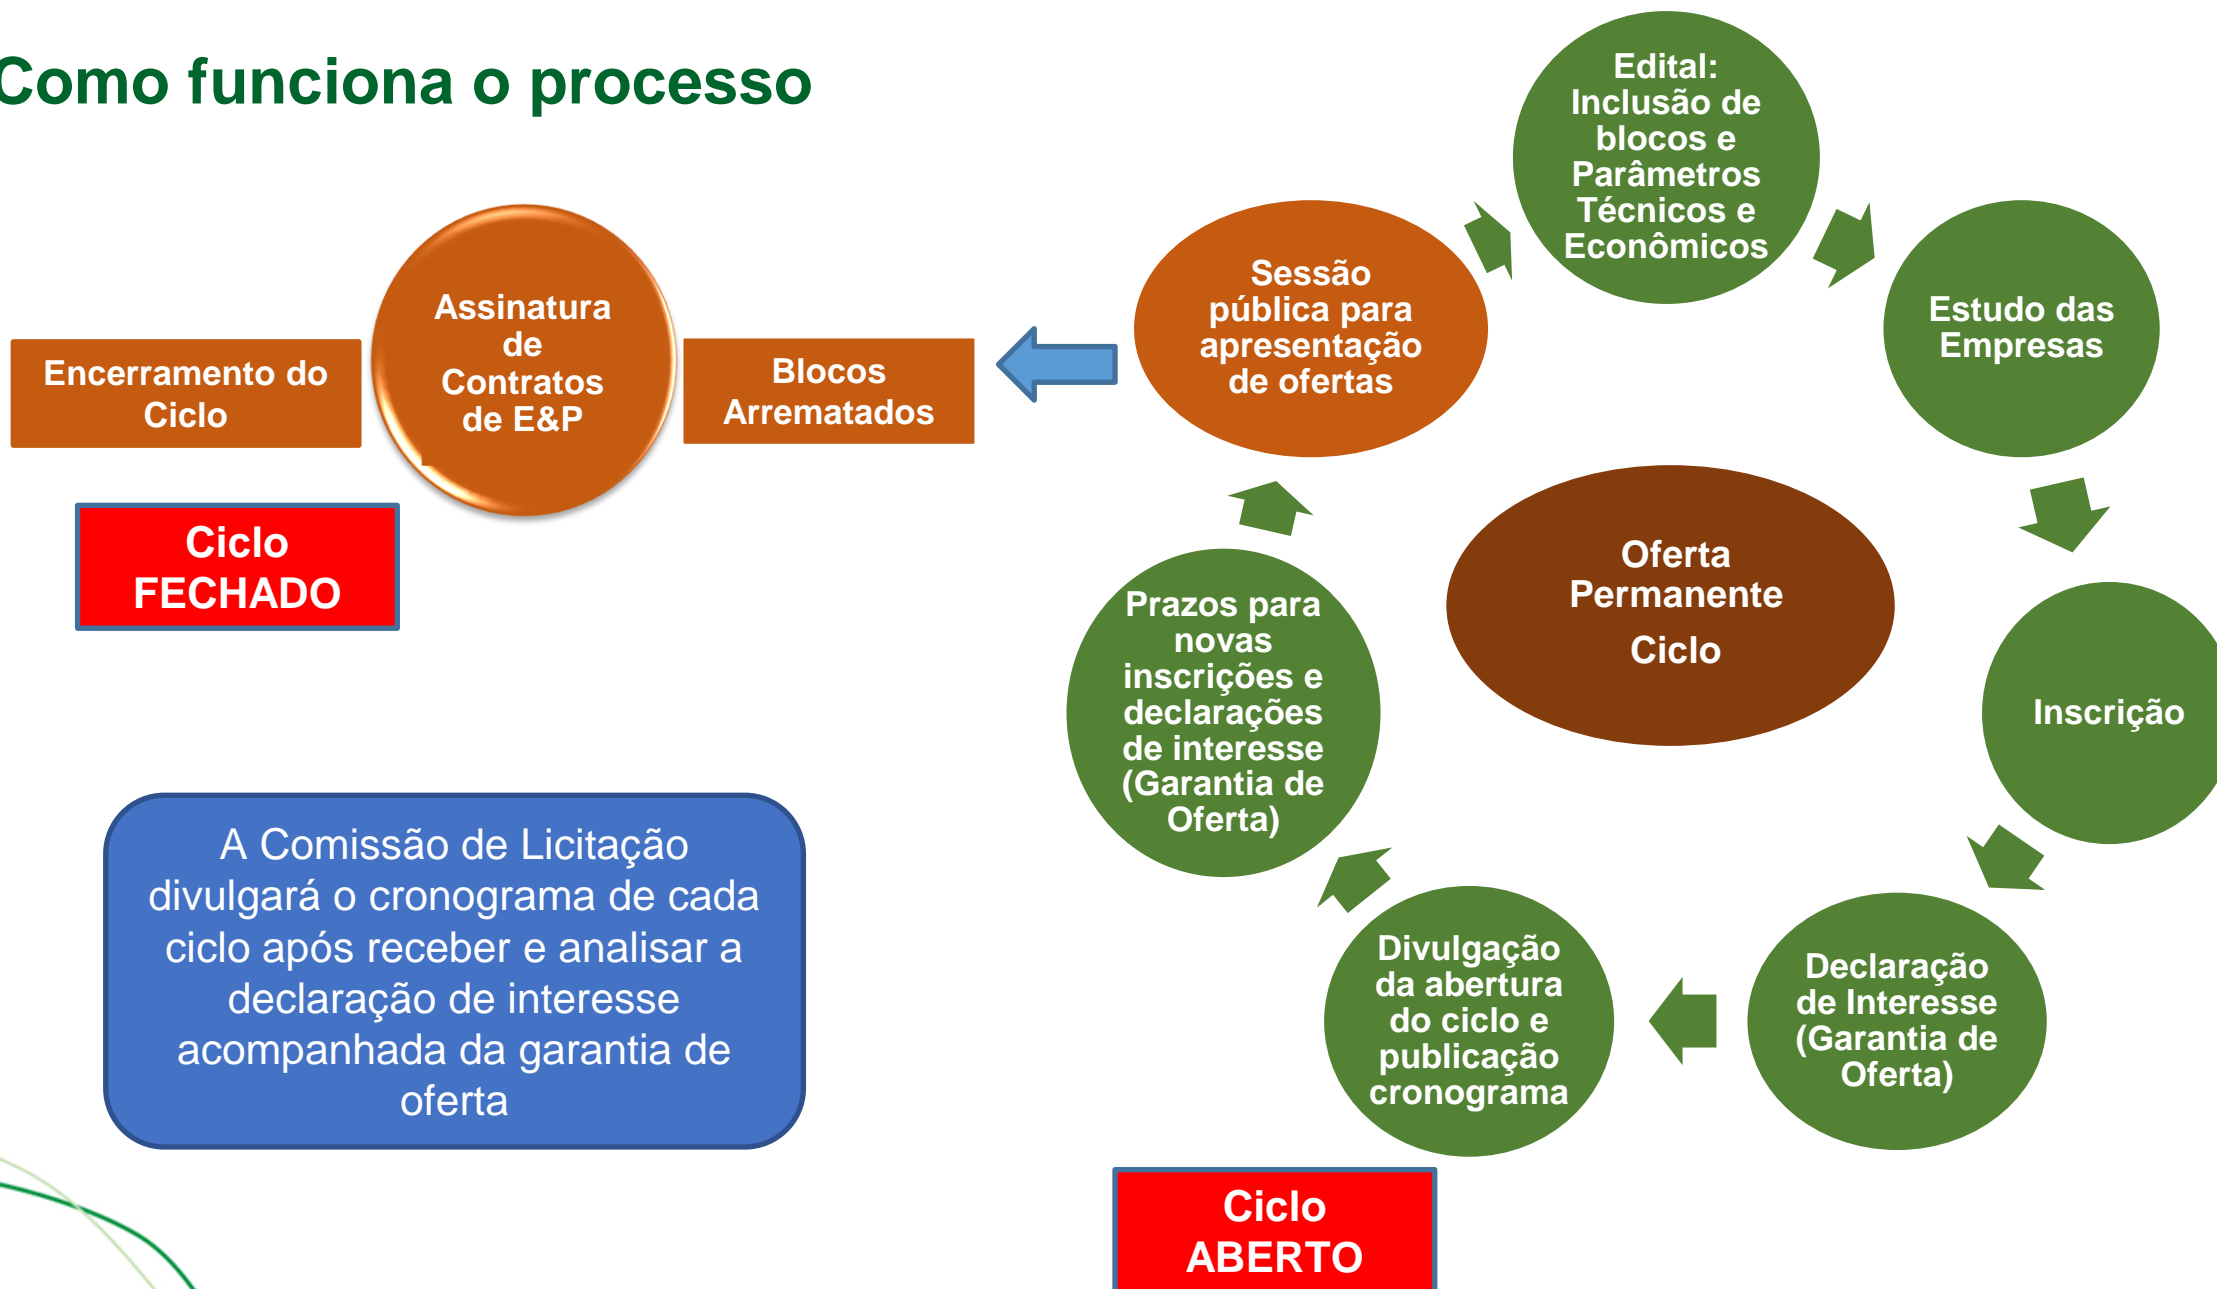 Como funciona o processo
Edital:
Inclusão de
blocos e
Parâmetros
Técnicos e
Econômicos
Estudo das
Empresas
Inscrição
Declaração
de Interesse
(Garantia de
Oferta)
Divulgação
da abertura
do ciclo e
publicação
cronograma
Prazos para
novas
inscrições e
declarações
de interesse
(Garantia de
Oferta)
Sessão
pública para
apresentação
de ofertas
Oferta
Permanente
Ciclo
Blocos
Arrematados
Assinatura
de
Contratos
de E&P
Encerramento do
Ciclo
Ciclo
FECHADO
A Comissão de Licitação
divulgará o cronograma de cada
ciclo após receber e analisar a
declaração de interesse
acompanhada da garantia de
oferta
Ciclo
ABERTO